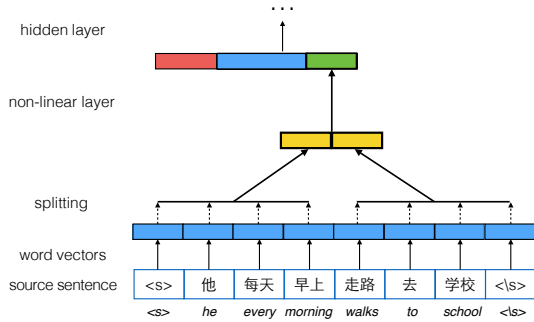 ...
hidden layer
non-linear layer
splitting
word vectors
source sentence <s> 他 每天 早上 走路 去 学校 <\s>
<s> he every morning walks to school <\s>